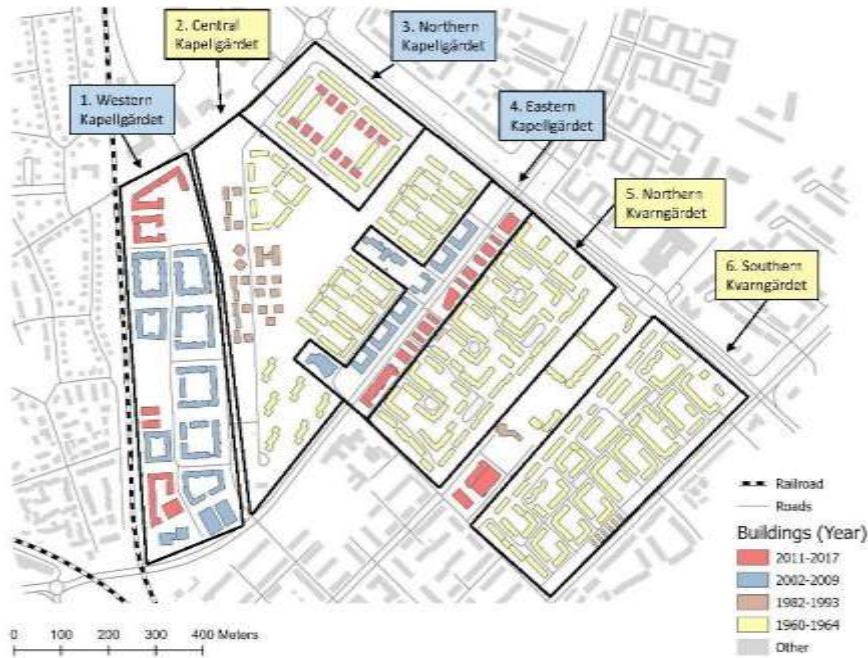 2. Central
Kapellgärdet
3. Northern
Kapellgärdet
1. Western
Kapellgärdet
4. Eastern
Kapellgärdet
5. Northern
Kvarngärdet
6. Southern
Kvarngärdet
Railroad
Roads
Buildings (Year)
2011-2017
2002-2009
1982-1993
1960-1964
Other
0 100 200 300 400 Meters